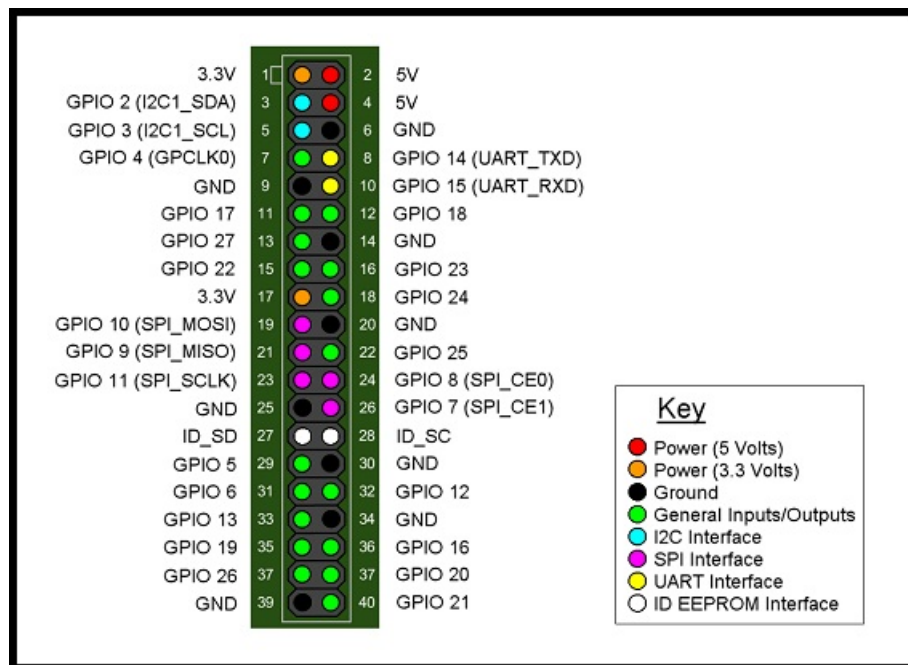 3.3V 1 2 5V
GPIO 2 (I2C1_SDA) 3 4 5V
GPIO 3 (I2C1_SCL) 5 6 GND
GPIO 4 (GPCLK0) 7 8 GPIO 14 (UART_TXD)
GND 9 10 GPIO 15 (UART_RXD)
GPIO 17 11 12 GPIO 18
GPIO 27 13 14 GND
GPIO 22 15 16 GPIO 23
3.3V 17 18 GPIO 24
GPIO 10 (SPI_MOSI) 19 20 GND
GPIO 9 (SPI_MISO) 21 22 GPIO 25
GPIO 11 (SPI_SCLK) 23 24 GPIO 8 (SPI_CE0)
GND 25 26 GPIO 7 (SPI_CE1)
ID_SD 27 28 ID_SC
GPIO 5 29 30 GND
GPIO 6 31 32 GPIO 12
GPIO 13 33 34 GND
GPIO 19 35 36 GPIO 16
GPIO 26 37 37 GPIO 20
GND 39 40 GPIO 21
Key
Power (5 Volts)
Power (3.3 Volts)
Ground
General Inputs/Outputs
I2C Interface
SPI Interface
UART Interface
ID EEPROM Interface